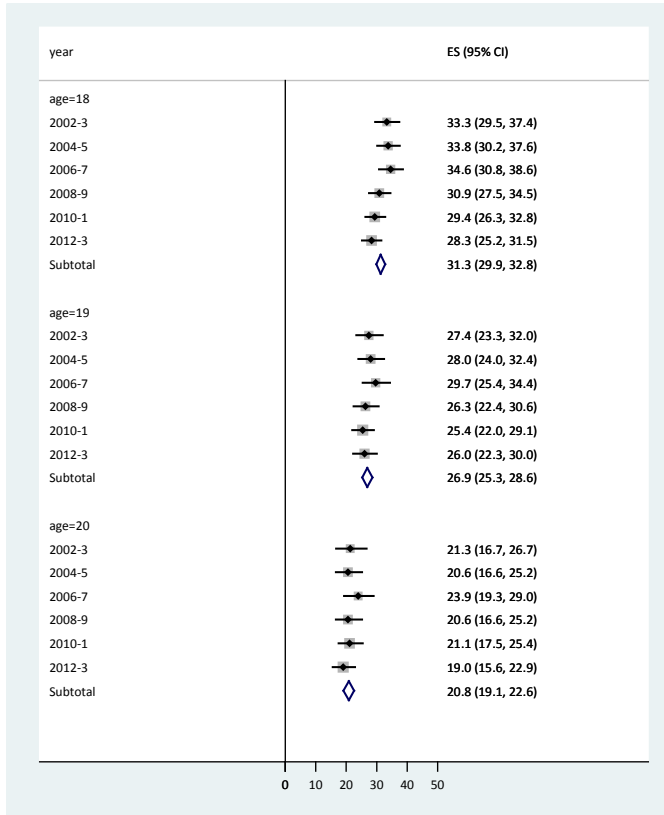 year ES (95% CI)
age=18
2002-3 33.3 (29.5, 37.4)
2004-5 33.8 (30.2, 37.6)
2006-7 34.6 (30.8, 38.6)
2008-9 30.9 (27.5, 34.5)
2010-1 29.4 (26.3, 32.8)
2012-3 28.3 (25.2, 31.5)
Subtotal 31.3 (29.9, 32.8)
age=19
2002-3 27.4 (23.3, 32.0)
2004-5 28.0 (24.0, 32.4)
2006-7 29.7 (25.4, 34.4)
2008-9 26.3 (22.4, 30.6)
2010-1 25.4 (22.0, 29.1)
2012-3 26.0 (22.3, 30.0)
Subtotal 26.9 (25.3, 28.6)
age=20
2002-3 21.3 (16.7, 26.7)
2004-5 20.6 (16.6, 25.2)
2006-7 23.9 (19.3, 29.0)
2008-9 20.6 (16.6, 25.2)
2010-1 21.1 (17.5, 25.4)
2012-3 19.0 (15.6, 22.9)
Subtotal 20.8 (19.1, 22.6)
0 10 20 30 40 50